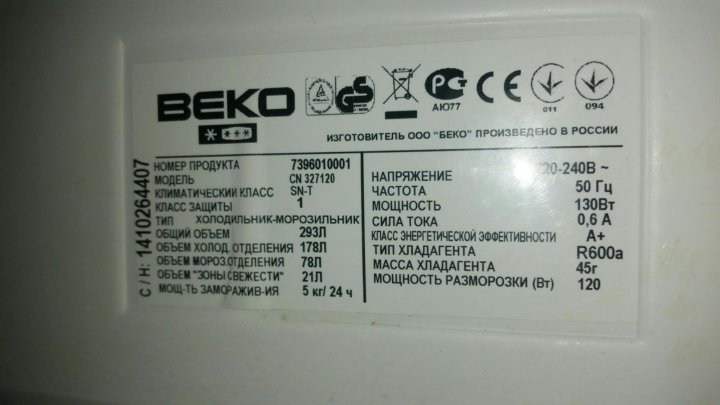 BEKO
РС АЮ77
011
094
ИЗГОТОВИТЕЛЬ ООО "БЕКО" ПРОИЗВЕДЕНО В РОССИИ
С / Н: 1410264407
НОМЕР ПРОДУКТА 7396010001
МОДЕЛЬ CN 327120
КЛИМАТИЧЕСКИЙ КЛАСС SN-T
КЛАСС ЗАЩИТЫ 1
ТИП ХОЛОДИЛЬНИК-МОРОЗИЛЬНИК
ОБЩИЙ ОБЪЕМ 293Л
ОБЪЕМ ХОЛОД. ОТДЕЛЕНИЯ 178Л
ОБЪЕМ МОРОЗ.ОТДЕЛЕНИЯ 78Л
ОБЪЕМ "ЗОНЫ СВЕЖЕСТИ" 21Л
МОЩ-ТЬ ЗАМОРАЖИВ-ИЯ 5 кг/ 24 ч
НАПРЯЖЕНИЕ 20-240В ~
ЧАСТОТА 50 Гц
МОЩНОСТЬ 130Вт
СИЛА ТОКА 0,6 А
КЛАСС ЭНЕРГЕТИЧЕСКОЙ ЭФФЕКТИВНОСТИ А+
ТИП ХЛАДАГЕНТА R600a
МАССА ХЛАДАГЕНТА 45г
МОЩНОСТЬ РАЗМОРОЗКИ (Вт) 120